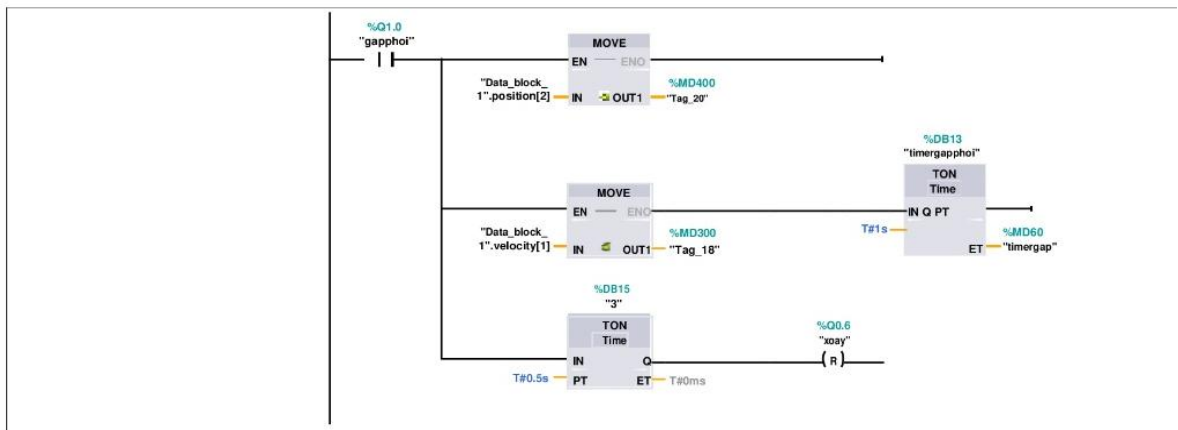 %Q1.0
"gapphoi"
MOVE
EN ENO
"Data_block_
1".position[2]
IN OUT1
%MD400
"Tag_20"
%DB13
"timergapphoi"
TON
Time
IN Q PT
T#1s
ET
%MD60
"timergap"
MOVE
EN ENO
"Data_block_
1".velocity[1]
IN OUT1
%MD300
"Tag_18"
%DB15
"3"
TON
Time
IN Q
T#0.5s PT ET T#0ms
%Q0.6
"xoay"
R